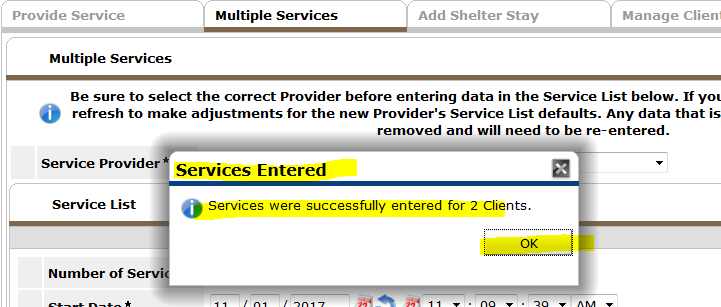 Provide Service Multiple Services Add Shelter Stay Manage Clien
Multiple Services
Be sure to select the correct Provider before entering data in the Service List below. If you
refresh to make adjustments for the new Provider's Service List defaults. Any data that is
removed and will need to be re-entered.
Service Provider *
Services Entered
Services were successfully entered for 2 Clients.
OK
Service List
Number of Servic
Start Date * 11 / 01 / 2017 11 : 09 : 39 AM